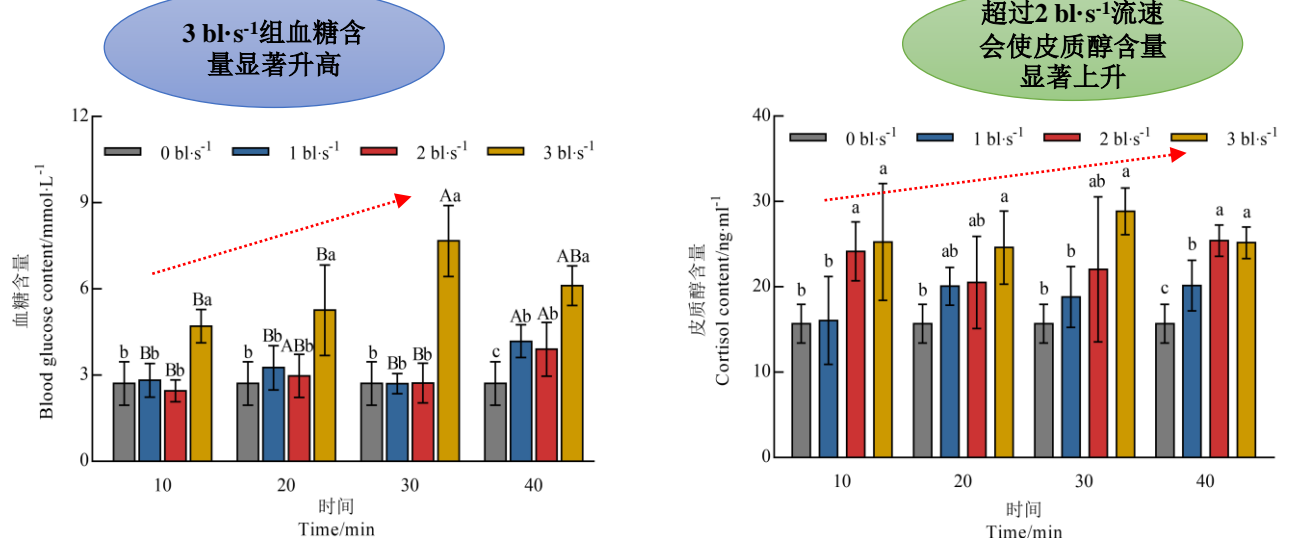 3 bl·s⁻¹组血糖含
量显著升高
12
9
6
3
0
血糖含量
Blood glucose content/mmol·L⁻¹
0 bl·s⁻¹ 1 bl·s⁻¹ 2 bl·s⁻¹ 3 bl·s⁻¹
b Bb Bb Ba
b Bb ABb Ba
b Bb Bb Aa
c Ab Ab ABa
10 20 30 40
时间
Time/min
超过2 bl·s⁻¹流速
会使皮质醇含量
显著上升
40
30
20
10
0
皮质醇含量
Cortisol content/ng·ml⁻¹
0 bl·s⁻¹ 1 bl·s⁻¹ 2 bl·s⁻¹ 3 bl·s⁻¹
b b a a
b ab ab a
b b ab a
c b a a
10 20 30 40
时间
Time/min